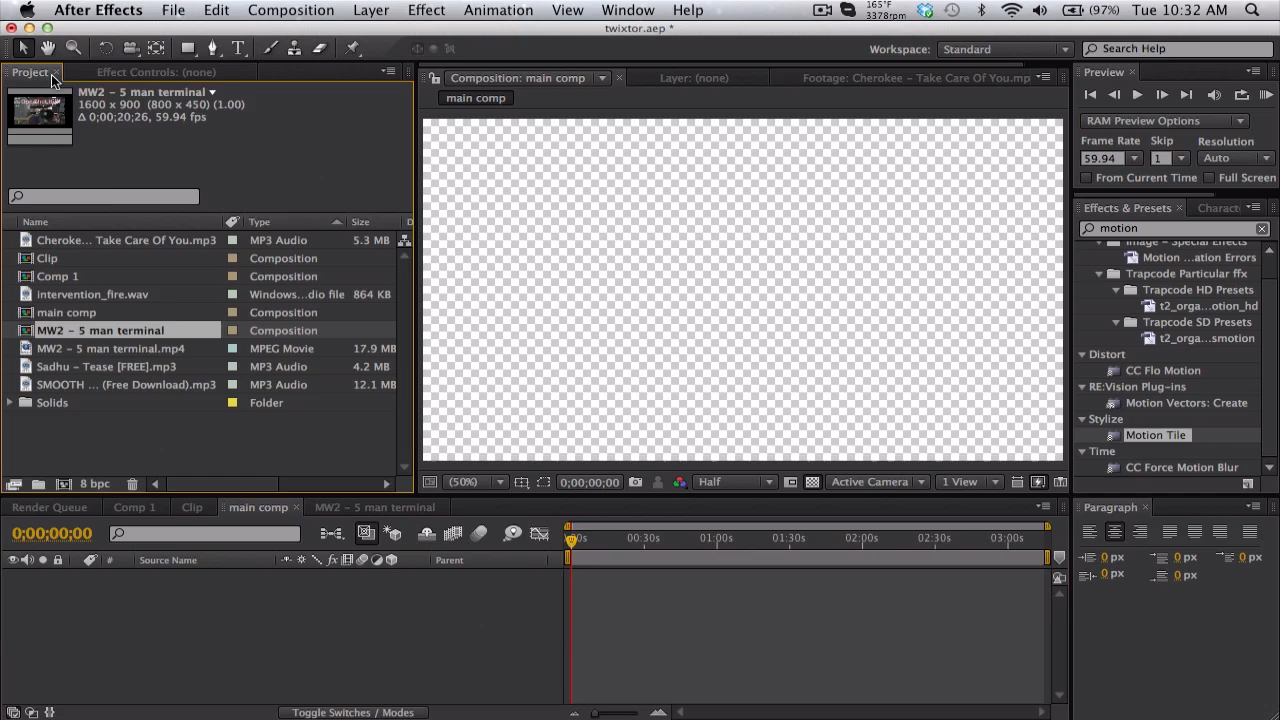 After Effects File Edit Composition Layer Effect Animation View Window Help 165°F 3378rpm (97%) Tue 10:32 AM
twixtor.aep *
Workspace: Standard Search Help
Project Effect Controls: (none)
MW2 - 5 man terminal
1600 x 900 (800 x 450) (1.00)
Δ 0;00;20;26, 59.94 fps
Name Type Size D
Cheroke... Take Care Of You.mp3 MP3 Audio 5.3 MB
Clip Composition
Comp 1 Composition
intervention_fire.wav Windows...dio file 864 KB
main comp Composition
MW2 - 5 man terminal Composition
MW2 - 5 man terminal.mp4 MPEG Movie 17.9 MB
Sadhu - Tease [FREE].mp3 MP3 Audio 4.2 MB
SMOOTH ... (Free Download).mp3 MP3 Audio 12.1 MB
Solids Folder
8 bpc
Composition: main comp Layer: (none) Footage: Cherokee - Take Care Of You.mp
main comp
(50%) 0;00;00;00 Half Active Camera 1 View
Preview
RAM Preview Options
Frame Rate Skip Resolution
59.94 1 Auto
From Current Time Full Screen
Effects & Presets Charact
motion
Image - Special Effects
Motion ...ation Errors
Trapcode Particular ffx
Trapcode HD Presets
t2_orga...otion_hd
Trapcode SD Presets
t2_orga...smotion
Distort
CC Flo Motion
RE:Vision Plug-ins
Motion Vectors: Create
Stylize
Motion Tile
Time
CC Force Motion Blur
Render Queue Comp 1 Clip main comp MW2 - 5 man terminal
0;00;00;00
00s 00:30s 01:00s 01:30s 02:00s 02:30s 03:00s
# Source Name Parent
Toggle Switches / Modes
Paragraph
0 px 0 px 0 px
0 px 0 px